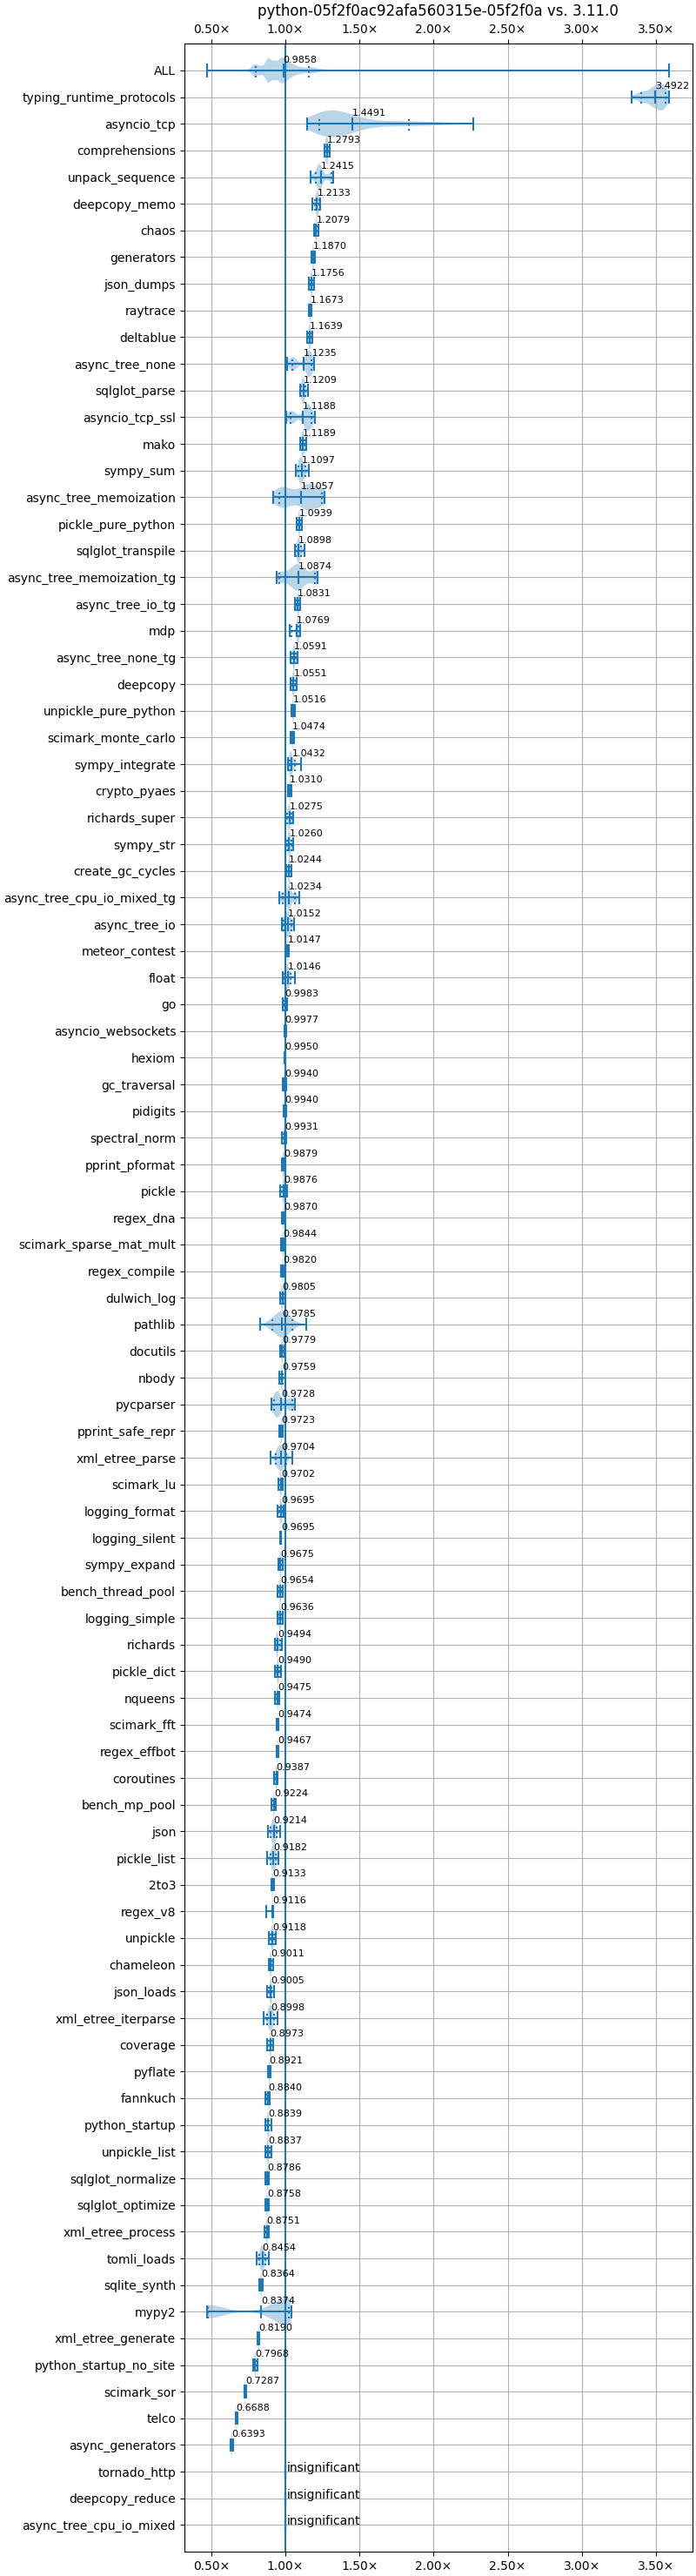 python-05f2f0ac92afa560315e-05f2f0a vs. 3.11.0
0.50× 1.00× 1.50× 2.00× 2.50× 3.00× 3.50×
ALL 0.9858
typing_runtime_protocols 3.4922
asyncio_tcp 1.4491
comprehensions 1.2793
unpack_sequence 1.2415
deepcopy_memo 1.2133
chaos 1.2079
generators 1.1870
json_dumps 1.1756
raytrace 1.1673
deltablue 1.1639
async_tree_none 1.1235
sqlglot_parse 1.1209
asyncio_tcp_ssl 1.1188
mako 1.1189
sympy_sum 1.1097
async_tree_memoization 1.1057
pickle_pure_python 1.0939
sqlglot_transpile 1.0898
async_tree_memoization_tg 1.0874
async_tree_io_tg 1.0831
mdp 1.0769
async_tree_none_tg 1.0591
deepcopy 1.0551
unpickle_pure_python 1.0516
scimark_monte_carlo 1.0474
sympy_integrate 1.0432
crypto_pyaes 1.0310
richards_super 1.0275
sympy_str 1.0260
create_gc_cycles 1.0244
async_tree_cpu_io_mixed_tg 1.0234
async_tree_io 1.0152
meteor_contest 1.0147
float 1.0146
go 0.9983
asyncio_websockets 0.9977
hexiom 0.9950
gc_traversal 0.9940
pidigits 0.9940
spectral_norm 0.9931
pprint_pformat 0.9879
pickle 0.9876
regex_dna 0.9870
scimark_sparse_mat_mult 0.9844
regex_compile 0.9820
dulwich_log 0.9805
pathlib 0.9785
docutils 0.9779
nbody 0.9759
pycparser 0.9728
pprint_safe_repr 0.9723
xml_etree_parse 0.9704
scimark_lu 0.9702
logging_format 0.9695
logging_silent 0.9695
sympy_expand 0.9675
bench_thread_pool 0.9654
logging_simple 0.9636
richards 0.9494
pickle_dict 0.9490
nqueens 0.9475
scimark_fft 0.9474
regex_effbot 0.9467
coroutines 0.9387
bench_mp_pool 0.9224
json 0.9214
pickle_list 0.9182
2to3 0.9133
regex_v8 0.9116
unpickle 0.9118
chameleon 0.9011
json_loads 0.9005
xml_etree_iterparse 0.8998
coverage 0.8973
pyflate 0.8921
fannkuch 0.8840
python_startup 0.8839
unpickle_list 0.8837
sqlglot_normalize 0.8786
sqlglot_optimize 0.8758
xml_etree_process 0.8751
tomli_loads 0.8454
sqlite_synth 0.8364
mypy2 0.8374
xml_etree_generate 0.8190
python_startup_no_site 0.7968
scimark_sor 0.7287
telco 0.6688
async_generators 0.6393
tornado_http insignificant
deepcopy_reduce insignificant
async_tree_cpu_io_mixed insignificant
0.50× 1.00× 1.50× 2.00× 2.50× 3.00× 3.50×